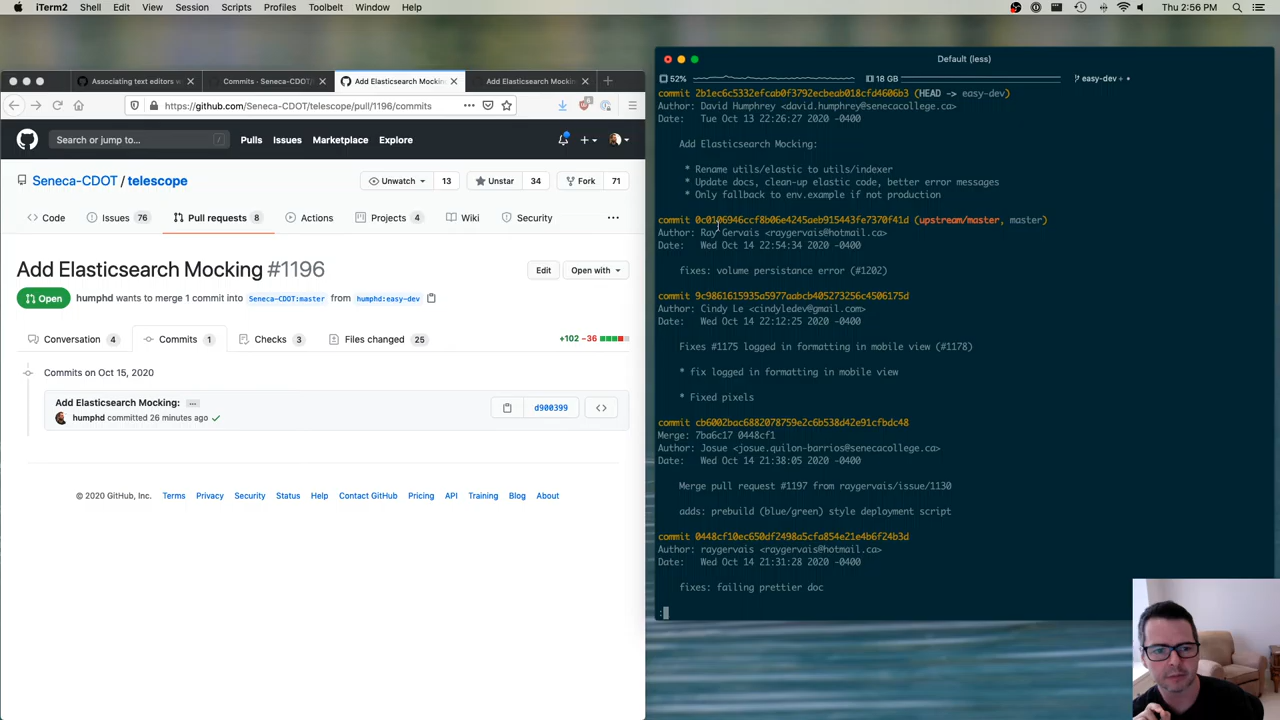 iTerm2 Shell Edit View Session Scripts Profiles Toolbelt Window Help
Thu 2:56 PM
Associating text editors w
Commits · Seneca-CDOT/
Add Elasticsearch Mocking
Add Elasticsearch Mockin
https://github.com/Seneca-CDOT/telescope/pull/1196/commits
Search or jump to...
/
Pulls Issues Marketplace Explore
Seneca-CDOT / telescope
Unwatch 13
Unstar 34
Fork 71
Code
Issues 76
Pull requests 8
Actions
Projects 4
Wiki
Security
Add Elasticsearch Mocking #1196
Edit
Open with
Open
humphd wants to merge 1 commit into Seneca-CDOT:master from humphd:easy-dev
Conversation 4
Commits 1
Checks 3
Files changed 25
+102 −36
Commits on Oct 15, 2020
Add Elasticsearch Mocking: ...
humphd committed 26 minutes ago
d900399
© 2020 GitHub, Inc. Terms Privacy Security Status Help Contact GitHub Pricing API Training Blog About
Default (less)
52%
18 GB
easy-dev + •
commit 2b1ec6c5332efcab0f3792ecbeab018cfd4606b3 (HEAD -> easy-dev)
Author: David Humphrey <david.humphrey@senecacollege.ca>
Date: Tue Oct 13 22:26:27 2020 -0400
Add Elasticsearch Mocking:
* Rename utils/elastic to utils/indexer
* Update docs, clean-up elastic code, better error messages
* Only fallback to env.example if not production
commit 0c0106946ccf8b06e4245aeb915443fe7370f41d (upstream/master, master)
Author: Ray Gervais <raygervais@hotmail.ca>
Date: Wed Oct 14 22:54:34 2020 -0400
fixes: volume persistance error (#1202)
commit 9c9861615935a5977aabcb405273256c4506175d
Author: Cindy Le <cindyledev@gmail.com>
Date: Wed Oct 14 22:12:25 2020 -0400
Fixes #1175 logged in formatting in mobile view (#1178)
* fix logged in formatting in mobile view
* Fixed pixels
commit cb6002bac6882078759e2c6b538d42e91cfbdc48
Merge: 7ba6c17 0448cf1
Author: Josue <josue.quilon-barrios@senecacollege.ca>
Date: Wed Oct 14 21:38:05 2020 -0400
Merge pull request #1197 from raygervais/issue/1130
adds: prebuild (blue/green) style deployment script
commit 0448cf10ec650df2498a5cfa854e21e4b6f24b3d
Author: raygervais <raygervais@hotmail.ca>
Date: Wed Oct 14 21:31:28 2020 -0400
fixes: failing prettier doc
: